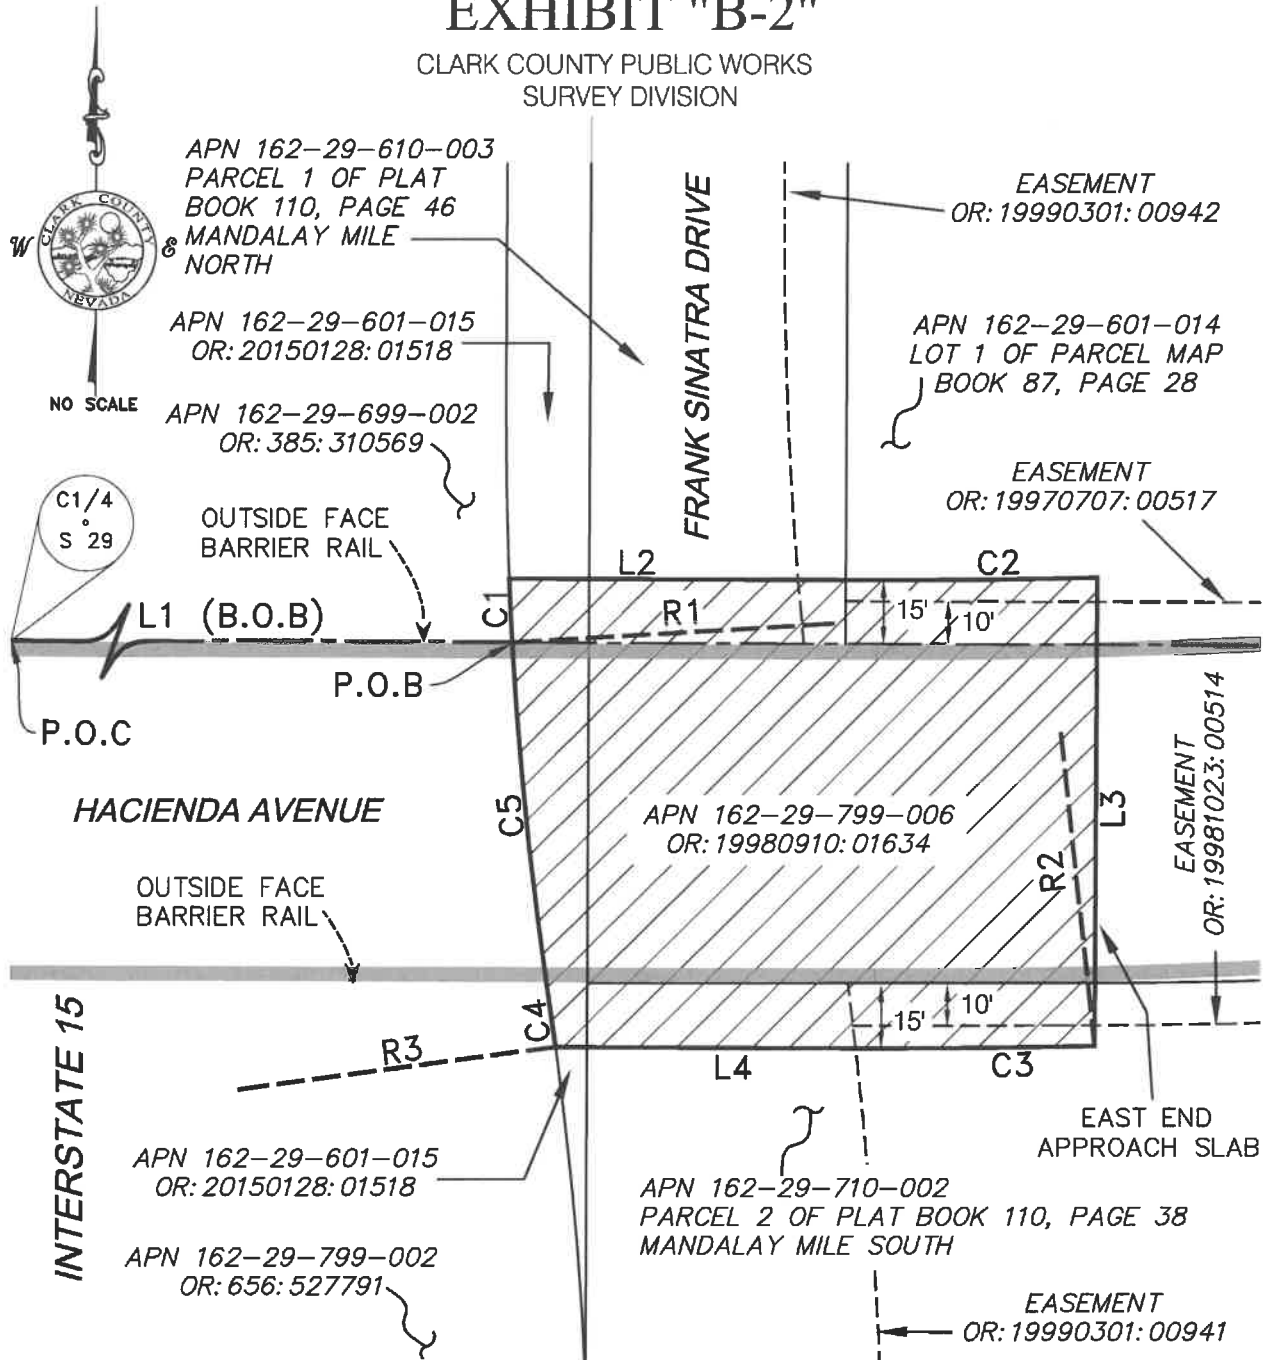 EXHIBIT "B-2"
CLARK COUNTY PUBLIC WORKS
SURVEY DIVISION
APN 162-29-610-003
PARCEL 1 OF PLAT
BOOK 110, PAGE 46
MANDALAY MILE
NORTH
W
E
CLARK COUNTY
NEVADA
NO SCALE
APN 162-29-601-015
OR: 20150128: 01518
APN 162-29-699-002
OR: 385: 310569
FRANK SINATRA DRIVE
EASEMENT
OR: 19990301: 00942
APN 162-29-601-014
LOT 1 OF PARCEL MAP
BOOK 87, PAGE 28
EASEMENT
OR: 19970707: 00517
C1/4
S 29
OUTSIDE FACE
BARRIER RAIL
L1 (B.O.B)
C1
L2
C2
R1
15'
10'
P.O.B
P.O.C
HACIENDA AVENUE
C5
APN 162-29-799-006
OR: 19980910: 01634
R2
L3
EASEMENT
OR: 19981023: 00514
OUTSIDE FACE
BARRIER RAIL
INTERSTATE 15
C4
R3
15'
10'
L4
C3
EAST END
APPROACH SLAB
APN 162-29-601-015
OR: 20150128: 01518
APN 162-29-710-002
PARCEL 2 OF PLAT BOOK 110, PAGE 38
MANDALAY MILE SOUTH
APN 162-29-799-002
OR: 656: 527791
EASEMENT
OR: 19990301: 00941